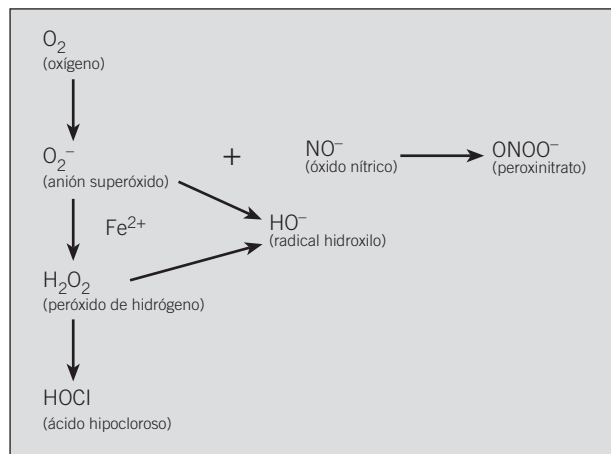 O₂
(oxígeno)
O₂⁻ + NO⁻ ONOO⁻
(anión superóxido) (óxido nítrico) (peroxinitrato)
Fe²⁺ HO⁻
(radical hidroxilo)
H₂O₂
(peróxido de hidrógeno)
HOCl
(ácido hipocloroso)